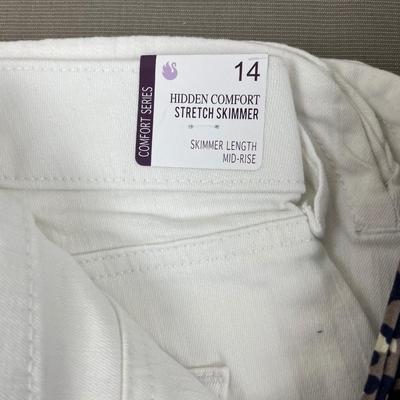 14
HIDDEN COMFORT
STRETCH SKIMMER
SKIMMER LENGTH
MID-RISE
COMFORT SERIES